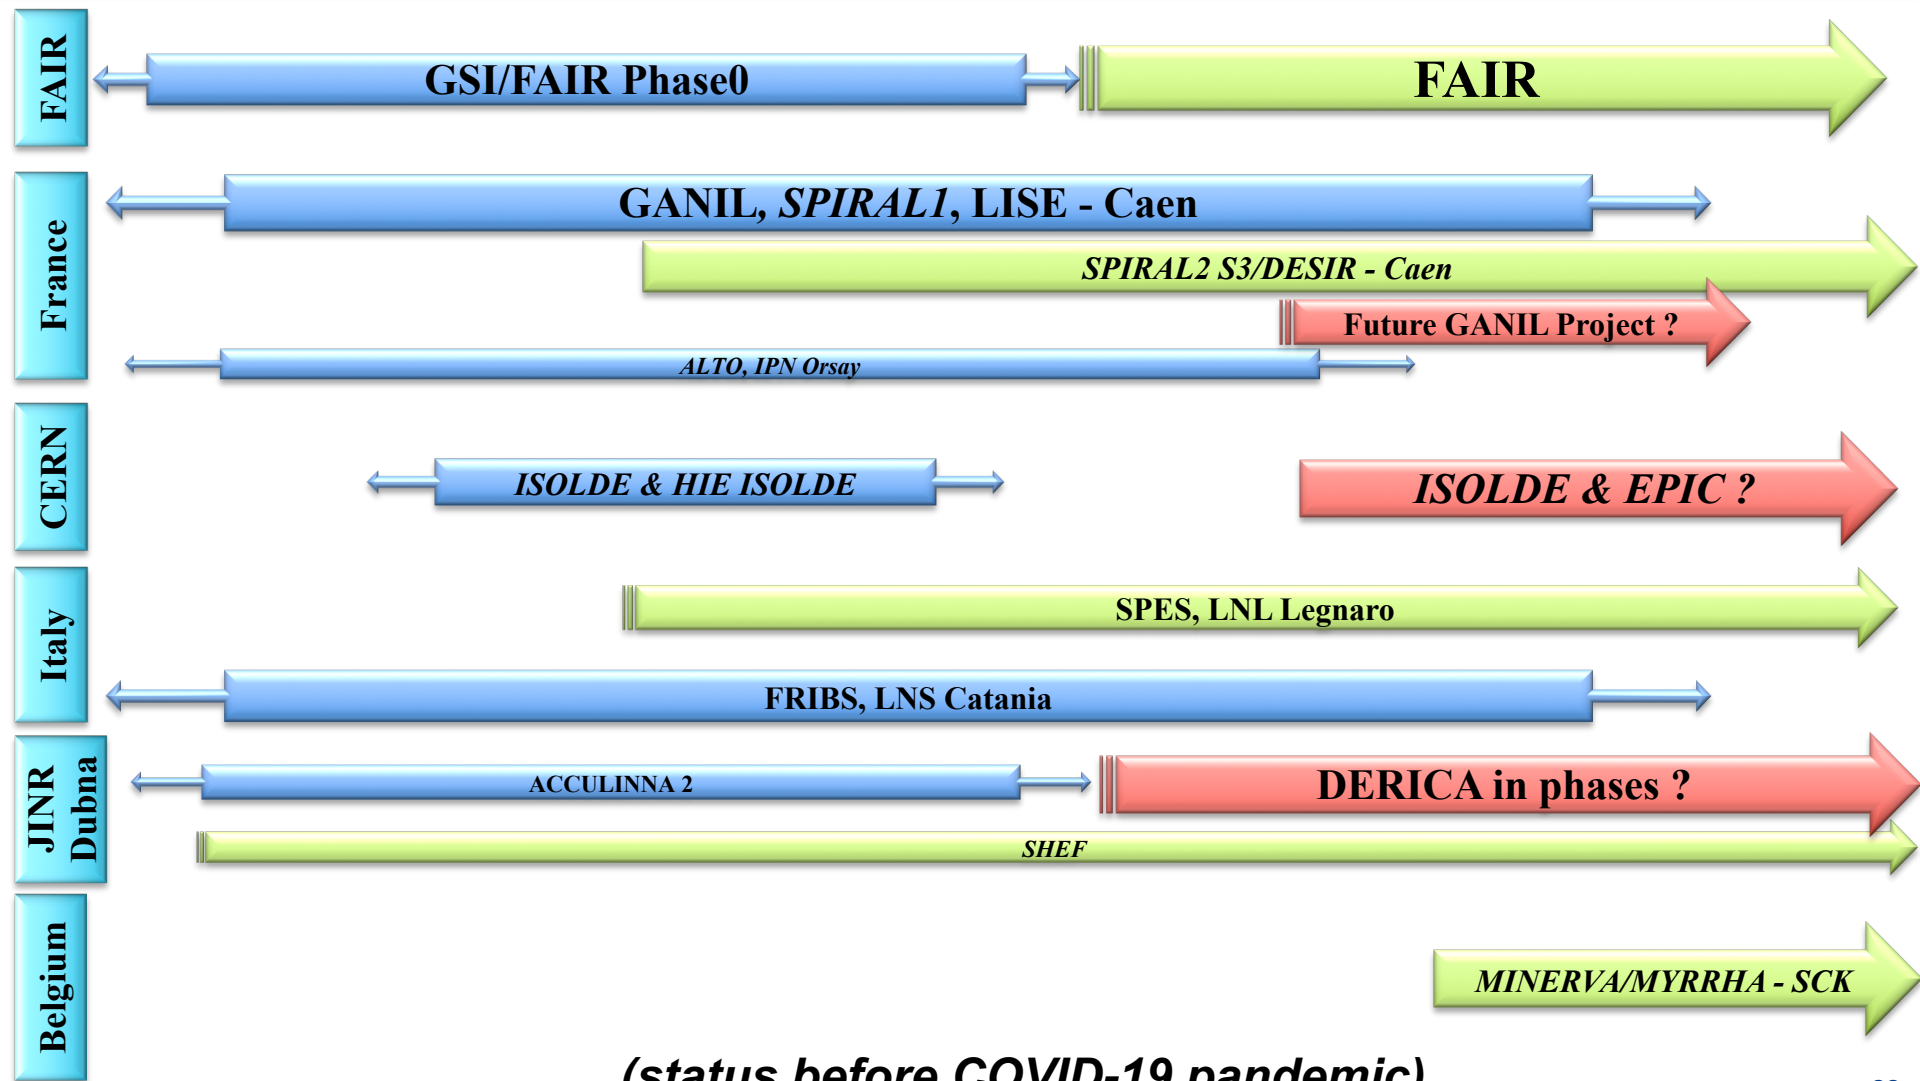 FAIR
GSI/FAIR Phase0
FAIR
France
GANIL, SPIRAL1, LISE - Caen
SPIRAL2 S3/DESIR - Caen
Future GANIL Project ?
ALTO, IPN Orsay
CERN
ISOLDE & HIE ISOLDE
ISOLDE & EPIC ?
Italy
SPES, LNL Legnaro
FRIBS, LNS Catania
JINR
Dubna
ACCULINNA 2
DERICA in phases ?
SHEF
Belgium
MINERVA/MYRRHA - SCK
(status before COVID-19 pandemic)